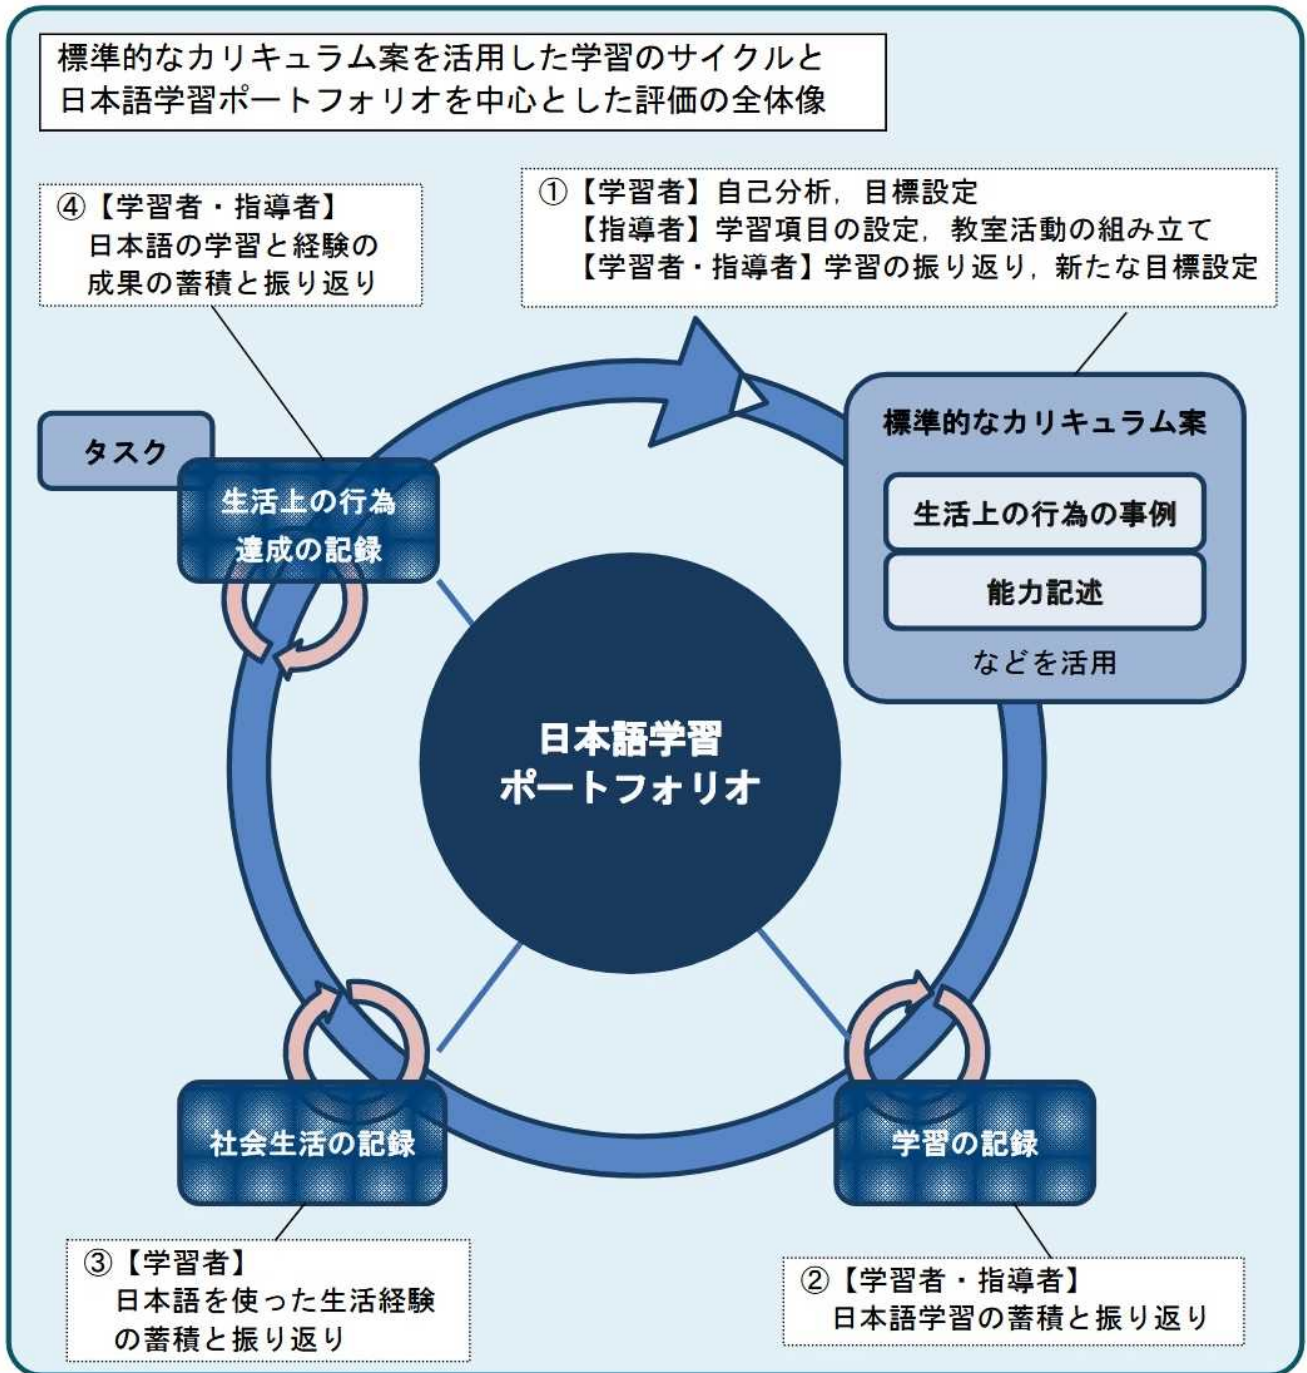 標準的なカリキュラム案を活用した学習のサイクルと
日本語学習ポートフォリオを中心とした評価の全体像
④【学習者・指導者】
日本語の学習と経験の
成果の蓄積と振り返り
①【学習者】自己分析，目標設定
【指導者】学習項目の設定，教室活動の組み立て
【学習者・指導者】学習の振り返り，新たな目標設定
タスク
生活上の行為
達成の記録
標準的なカリキュラム案
生活上の行為の事例
能力記述
などを活用
日本語学習
ポートフォリオ
社会生活の記録
学習の記録
③【学習者】
日本語を使った生活経験
の蓄積と振り返り
②【学習者・指導者】
日本語学習の蓄積と振り返り